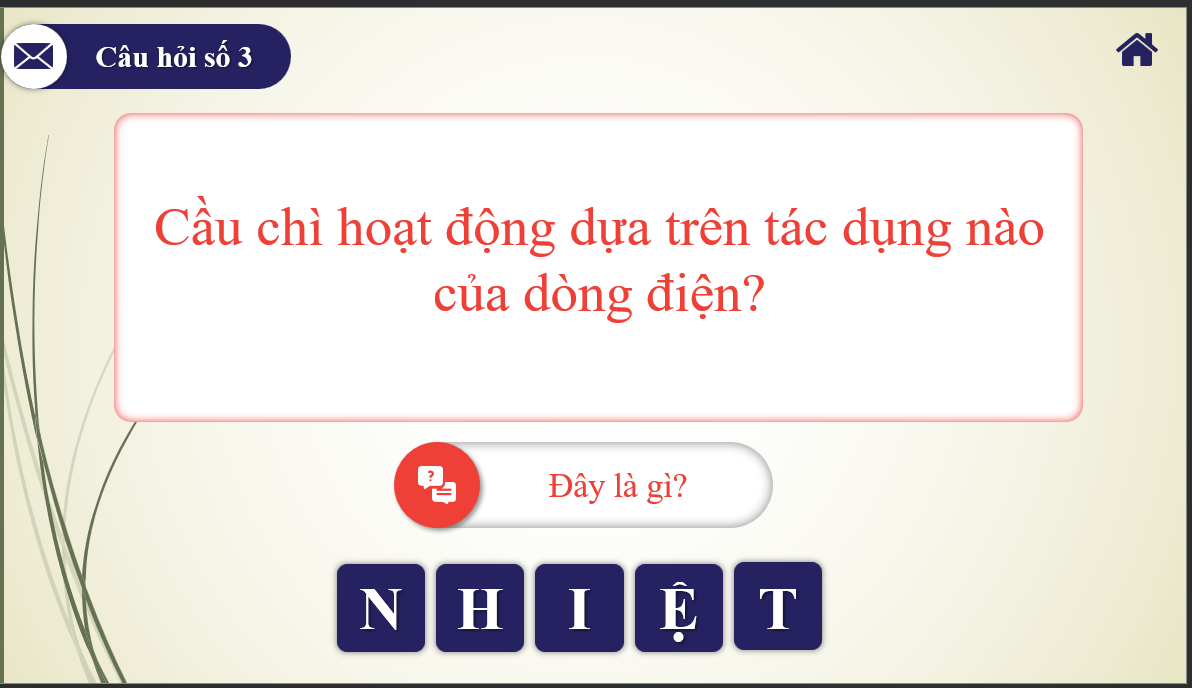 Câu hỏi số 3
Cầu chì hoạt động dựa trên tác dụng nào
của dòng điện?
?
Đây là gì?
N H I Ệ T